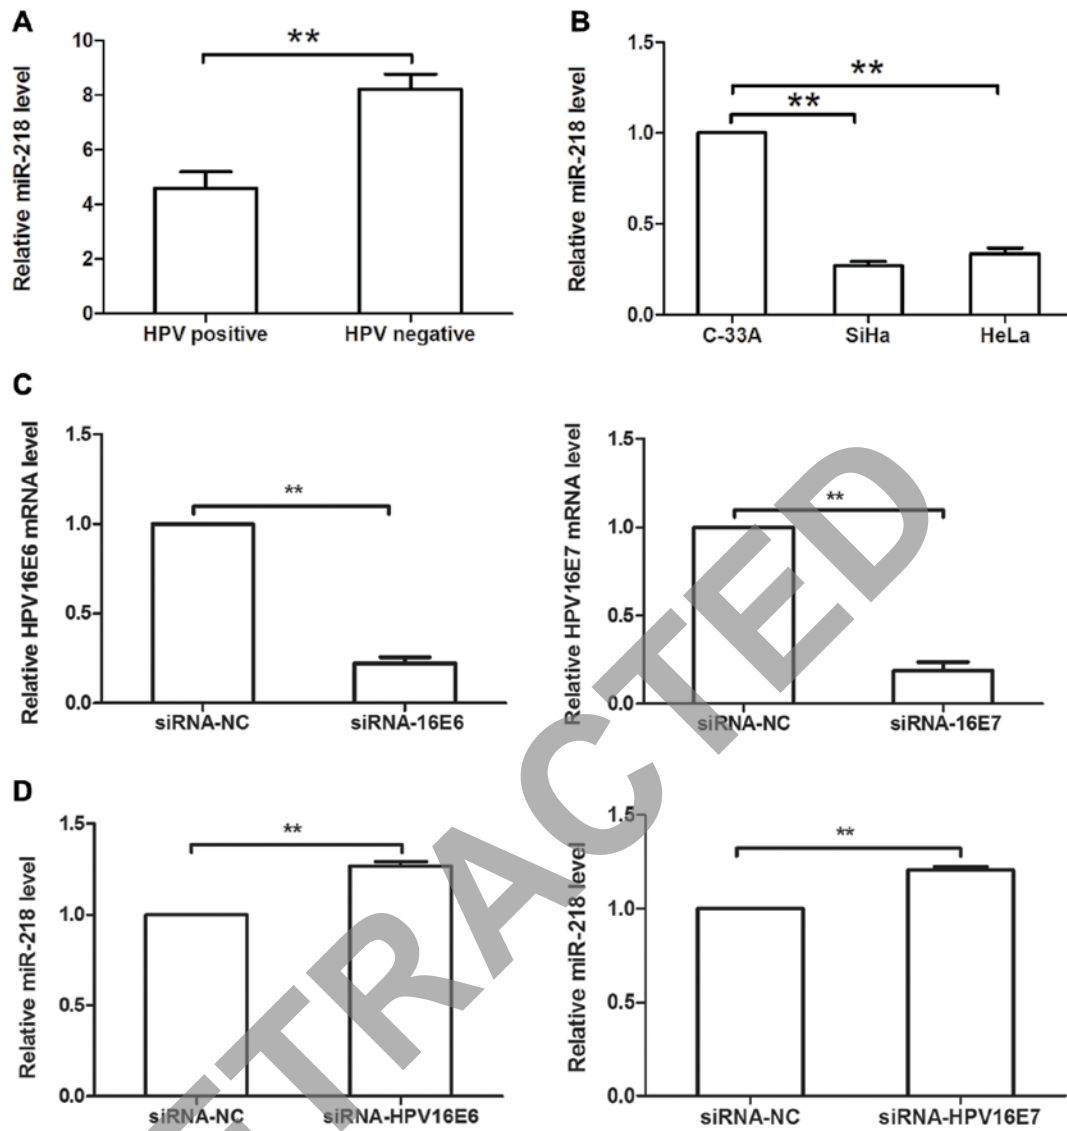 A
Relative miR-218 level
10
8
6
4
2
0
**
HPV positive
HPV negative
B
Relative miR-218 level
1.5
1.0
0.5
0.0
**
**
C-33A
SiHa
HeLa
C
Relative HPV16E6 mRNA level
1.5
1.0
0.5
0.0
**
siRNA-NC
siRNA-16E6
Relative HPV16E7 mRNA level
1.5
1.0
0.5
0.0
**
siRNA-NC
siRNA-16E7
D
Relative miR-218 level
1.5
1.0
0.5
0.0
**
siRNA-NC
siRNA-HPV16E6
Relative miR-218 level
1.5
1.0
0.5
0.0
**
siRNA-NC
siRNA-HPV16E7
ETRACTED